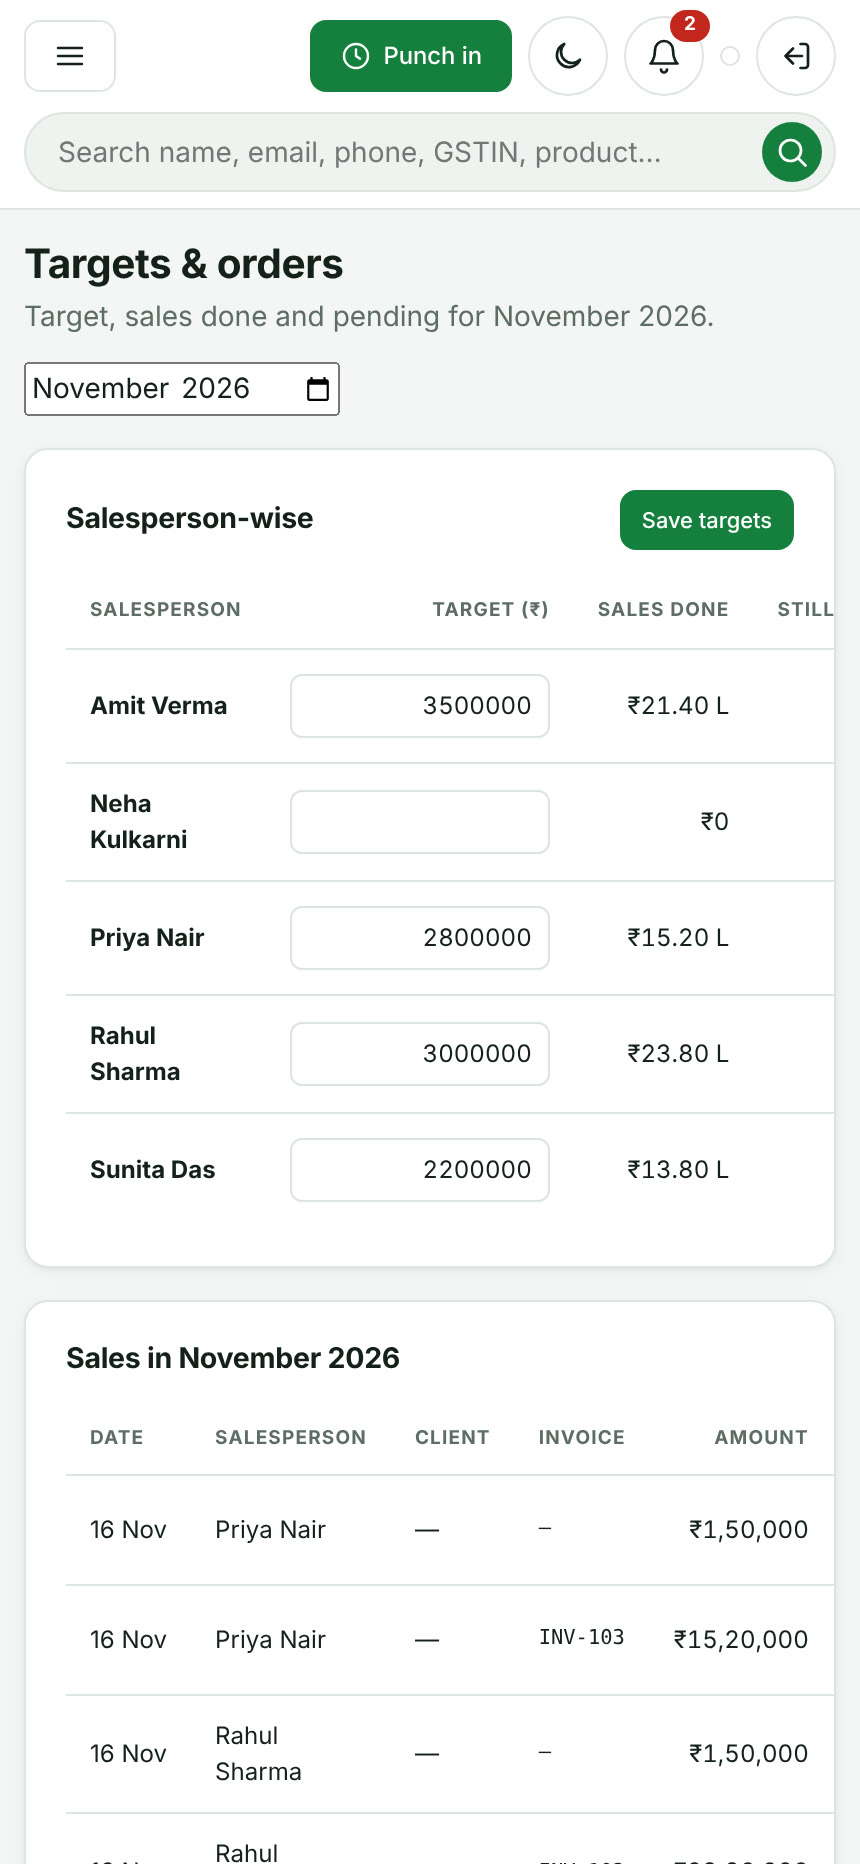 Punch in
2
Search name, email, phone, GSTIN, product...
Targets & orders
Target, sales done and pending for November 2026.
November 2026
Salesperson-wise
Save targets
SALESPERSON TARGET (₹) SALES DONE STILL
Amit Verma 3500000 ₹21.40 L
Neha
Kulkarni
₹0
Priya Nair 2800000 ₹15.20 L
Rahul
Sharma
3000000 ₹23.80 L
Sunita Das 2200000 ₹13.80 L
Sales in November 2026
DATE SALESPERSON CLIENT INVOICE AMOUNT
16 Nov Priya Nair — – ₹1,50,000
16 Nov Priya Nair — INV-103 ₹15,20,000
16 Nov Rahul
Sharma
— – ₹1,50,000
Rahul